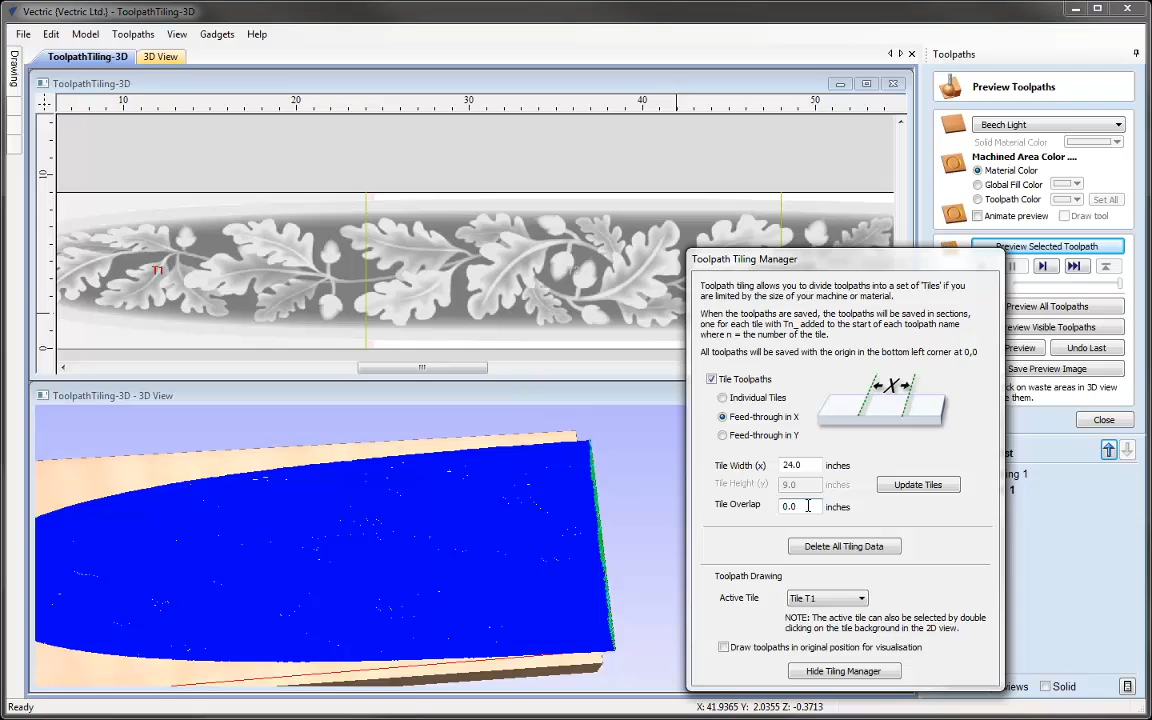 Vectric {Vectric Ltd.} - ToolpathTiling-3D
File Edit Model Toolpaths View Gadgets Help
Drawing
ToolpathTiling-3D 3D View
ToolpathTiling-3D
10 20 30 40 50
10
0
T1
ToolpathTiling-3D - 3D View
Toolpaths
Preview Toolpaths
Beech Light
Solid Material Color
Machined Area Color ....
Material Color
Global Fill Color
Toolpath Color Set All
Animate preview Draw tool
Preview Selected Toolpath
Preview All Toolpaths
eview Visible Toolpaths
Preview Undo Last
Save Preview Image
ck on waste areas in 3D view
e them.
Close
st
ng 1
1
iews Solid
Toolpath Tiling Manager
Toolpath tiling allows you to divide toolpaths into a set of 'Tiles' if you
are limited by the size of your machine or material.
When the toolpaths are saved, the toolpaths will be saved in sections,
one for each tile with Tn_ added to the start of each toolpath name
where n = the number of the tile.
All toolpaths will be saved with the origin in the bottom left corner at 0,0
Tile Toolpaths
Individual Tiles
Feed-through in X
Feed-through in Y
X
Tile Width (x) 24.0 inches
Tile Height (y) 9.0 inches
Update Tiles
Tile Overlap 0.0 inches
Delete All Tiling Data
Toolpath Drawing
Active Tile Tile T1
NOTE: The active tile can also be selected by double
clicking on the tile background in the 2D view.
Draw toolpaths in original position for visualisation
Hide Tiling Manager
Ready
X: 41.9365 Y: 2.0355 Z: -0.3713